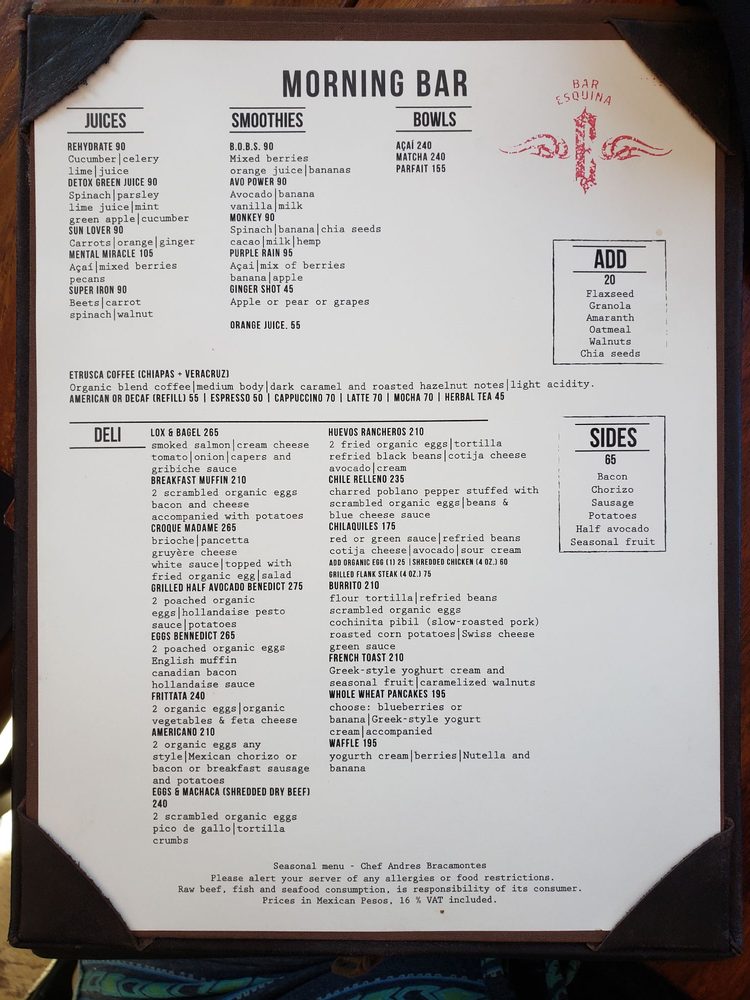 MORNING BAR
BAR
ESQUINA
JUICES
REHYDRATE 90
Cucumber|celery
lime|juice
DETOX GREEN JUICE 90
Spinach|parsley
lime juice|mint
green apple|cucumber
SUN LOVER 90
Carrots|orange|ginger
MENTAL MIRACLE 105
Açaí|mixed berries
pecans
SUPER IRON 90
Beets|carrot
spinach|walnut
SMOOTHIES
B.O.B.S. 90
Mixed berries
orange juice|bananas
AVO POWER 90
Avocado|banana
vanilla|milk
MONKEY 90
Spinach|banana|chia seeds
cacao|milk|hemp
PURPLE RAIN 95
Açai|mix of berries
banana|apple
GINGER SHOT 45
Apple or pear or grapes
ORANGE JUICE. 55
BOWLS
AÇAÍ 240
MATCHA 240
PARFAIT 155
ADD
20
Flaxseed
Granola
Amaranth
Oatmeal
Walnuts
Chia seeds
ETRUSCA COFFEE (CHIAPAS + VERACRUZ)
Organic blend coffee|medium body|dark caramel and roasted hazelnut notes|light acidity.
AMERICAN OR DECAF (REFILL) 55 | ESPRESSO 50 | CAPPUCCINO 70 | LATTE 70 | MOCHA 70 | HERBAL TEA 45
DELI
LOX & BAGEL 265
smoked salmon|cream cheese
tomato|onion|capers and
gribiche sauce
BREAKFAST MUFFIN 210
2 scrambled organic eggs
bacon and cheese
accompanied with potatoes
CROQUE MADAME 265
brioche|pancetta
gruyère cheese
white sauce|topped with
fried organic egg|salad
GRILLED HALF AVOCADO BENEDICT 275
2 poached organic
eggs|hollandaise pesto
sauce|potatoes
EGGS BENNEDICT 265
2 poached organic eggs
English muffin
canadian bacon
hollandaise sauce
FRITTATA 240
2 organic eggs|organic
vegetables & feta cheese
AMERICANO 210
2 organic eggs any
style|Mexican chorizo or
bacon or breakfast sausage
and potatoes
EGGS & MACHACA (SHREDDED DRY BEEF)
240
2 scrambled organic eggs
pico de gallo|tortilla
crumbs
HUEVOS RANCHEROS 210
2 fried organic eggs|tortilla
refried black beans|cotija cheese
avocado|cream
CHILE RELLENO 235
charred poblano pepper stuffed with
scrambled organic eggs|beans &
blue cheese sauce
CHILAQUILES 175
red or green sauce|refried beans
cotija cheese|avocado|sour cream
ADD ORGANIC EGG (1) 25 | SHREDDED CHICKEN (4 OZ.) 60
GRILLED FLANK STEAK (4 OZ.) 75
BURRITO 210
flour tortilla|refried beans
scrambled organic eggs
cochinita pibil (slow-roasted pork)
roasted corn potatoes|Swiss cheese
green sauce
FRENCH TOAST 210
Greek-style yoghurt cream and
seasonal fruit|caramelized walnuts
WHOLE WHEAT PANCAKES 195
choose: blueberries or
banana|Greek-style yogurt
cream|accompanied
WAFFLE 195
yogurth cream|berries|Nutella and
banana
SIDES
65
Bacon
Chorizo
Sausage
Potatoes
Half avocado
Seasonal fruit
Seasonal menu - Chef Andres Bracamontes
Please alert your server of any allergies or food restrictions.
Raw beef, fish and seafood consumption, is responsibility of its consumer.
Prices in Mexican Pesos, 16 % VAT included.